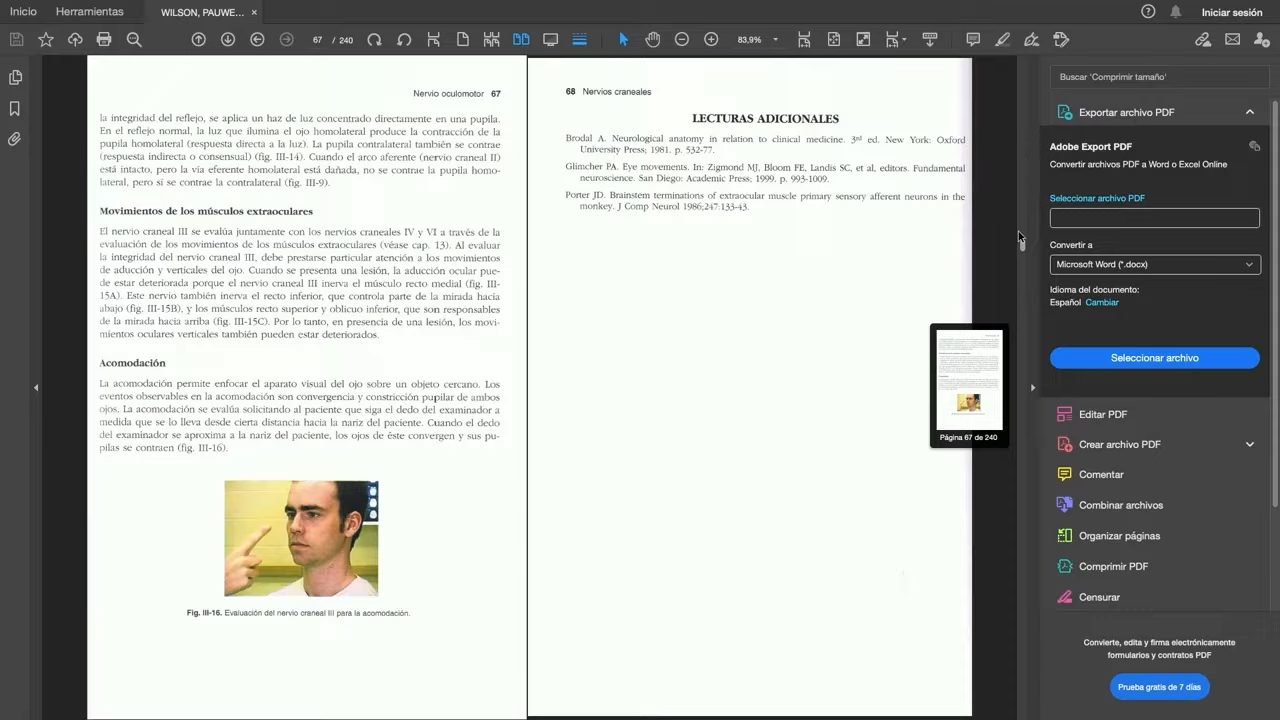 Inicio
Herramientas
WILSON, PAUWE...
Iniciar sesión
67 / 240
83,9%
Nervio oculomotor 67
la integridad del reflejo, se aplica un haz de luz concentrado directamente en una pupila.
En el reflejo normal, la luz que ilumina el ojo homolateral produce la contracción de la
pupila homolateral (respuesta directa a la luz). La pupila contralateral también se contrae
(respuesta indirecta o consensual) (fig. III-14). Cuando el arco aferente (nervio craneal II)
está intacto, pero la vía eferente homolateral está dañada, no se contrae la pupila homo-
lateral, pero sí se contrae la contralateral (fig. III-9).
Movimientos de los músculos extraoculares
El nervio craneal III se evalúa juntamente con los nervios craneales IV y VI a través de la
evaluación de los movimientos de los músculos extraoculares (véase cap. 13). Al evaluar
la integridad del nervio craneal III, debe prestarse particular atención a los movimientos
de aducción y verticales del ojo. Cuando se presenta una lesión, la aducción ocular pue-
de estar deteriorada porque el nervio craneal III inerva el músculo recto medial (fig. III-
15A). Este nervio también inerva el recto inferior, que controla parte de la mirada hacia
abajo (fig. III-15B), y los músculos recto superior y oblicuo inferior, que son responsables
de la mirada hacia arriba (fig. III-15C). Por lo tanto, en presencia de una lesión, los movi-
mientos oculares verticales también pueden estar deteriorados.
Acomodación
La acomodación permite enfocar el aparato visual del ojo sobre un objeto cercano. Los
eventos observables en la acomodación son convergencia y constricción pupilar de ambos
ojos. La acomodación se evalúa solicitando al paciente que siga el dedo del examinador a
medida que se lo lleva desde cierta distancia hacia la nariz del paciente. Cuando el dedo
del examinador se aproxima a la nariz del paciente, los ojos de éste convergen y sus pu-
pilas se contraen (fig. III-16).
Fig. III-16. Evaluación del nervio craneal III para la acomodación.
68 Nervios craneales
LECTURAS ADICIONALES
Brodal A. Neurological anatomy in relation to clinical medicine. 3rd ed. New York: Oxford
University Press; 1981. p. 532-77.
Glimcher PA. Eye movements. In: Zigmond MJ, Bloom FE, Landis SC, et al, editors. Fundamental
neuroscience. San Diego: Academic Press; 1999. p. 993-1009.
Porter JD. Brainstem terminations of extraocular muscle primary sensory afferent neurons in the
monkey. J Comp Neurol 1986;247:133-43.
Página 67 de 240
Buscar 'Comprimir tamaño'
Exportar archivo PDF
Adobe Export PDF
Convertir archivos PDF a Word o Excel Online
Seleccionar archivo PDF
Convertir a
Microsoft Word (*.docx)
Idioma del documento:
Español Cambiar
Seleccionar archivo
Editar PDF
Crear archivo PDF
Comentar
Combinar archivos
Organizar páginas
Comprimir PDF
Censurar
Convierte, edita y firma electrónicamente
formularios y contratos PDF
Prueba gratis de 7 días